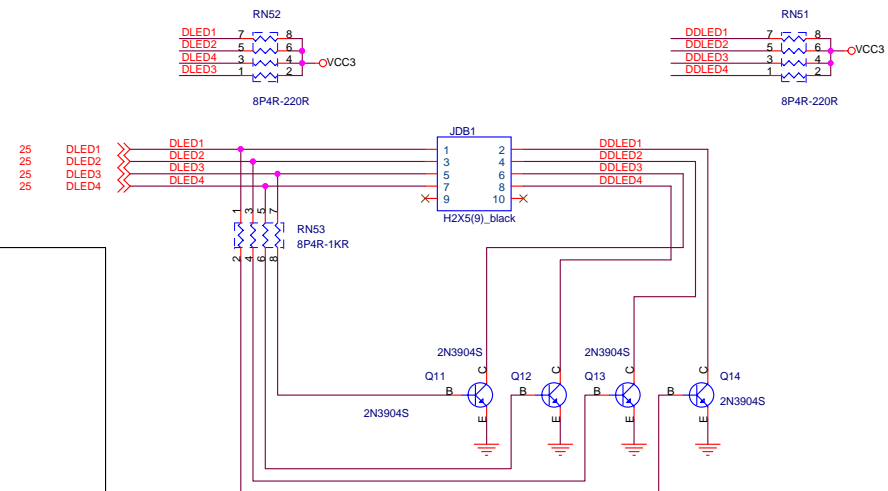 RN52 RN51
DLED1 7 8 DDLED1 7 8
DLED2 5 6 DDLED2 5 6
DLED4 3 4 VCC3 DDLED3 3 4 VCC3
DLED3 1 2 DDLED4 1 2
8P4R-220R 8P4R-220R
JDB1
25 DLED1 DLED1 1 2 DDLED1
25 DLED2 DLED2 3 4 DDLED2
25 DLED3 DLED3 5 6 DDLED3
25 DLED4 DLED4 7 8 DDLED4
9 10
H2X5(9)_black
1 3 5 7
RN53
8P4R-1KR
2 4 6 8
2N3904S 2N3904S
C C C C
Q11 Q12 Q13 Q14
B B B B
2N3904S 2N3904S
E E E E